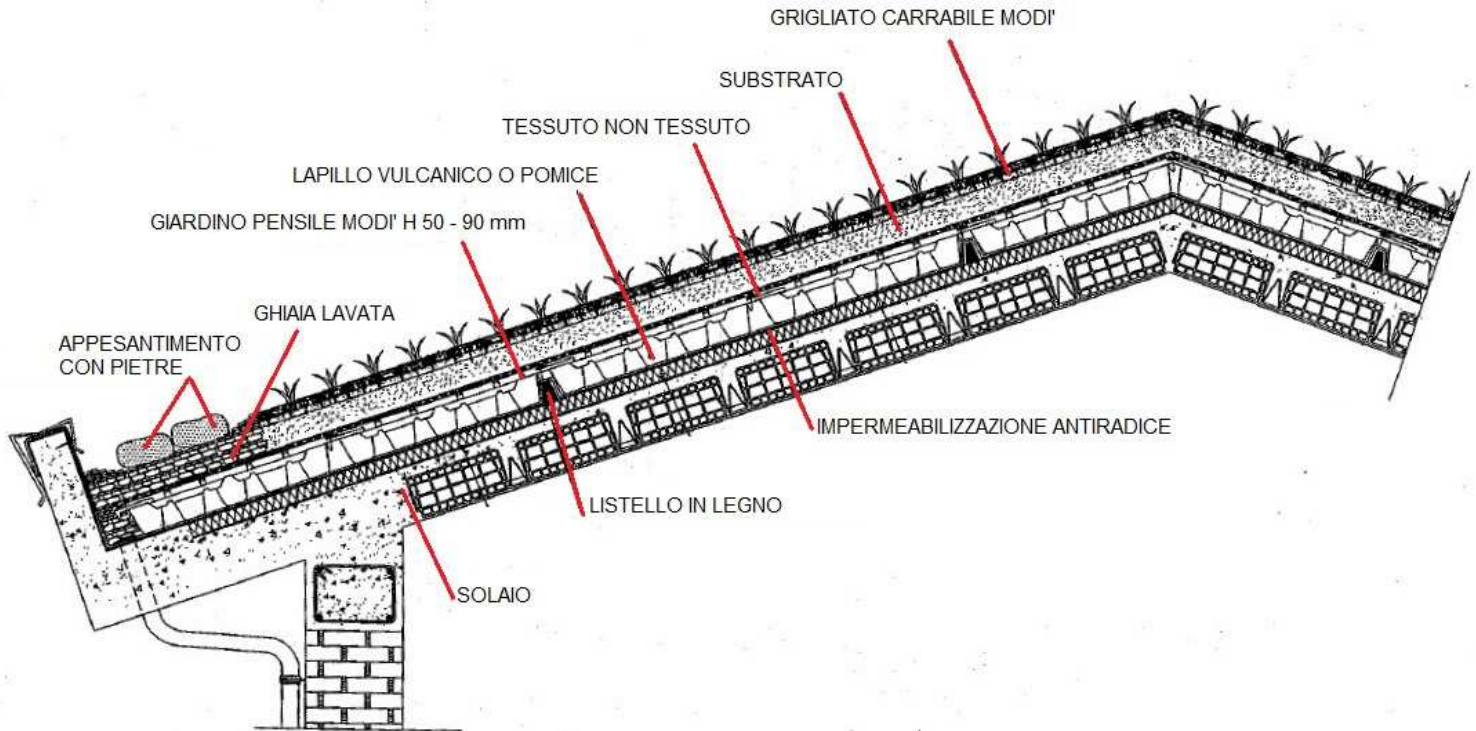 GRIGLIATO CARRABILE MODI'
SUBSTRATO
TESSUTO NON TESSUTO
LAPILLO VULCANICO O POMICE
GIARDINO PENSILE MODI' H 50 - 90 mm
GHIAIA LAVATA
APPESANTIMENTO
CON PIETRE
IMPERMEABILIZZAZIONE ANTIRADICE
LISTELLO IN LEGNO
SOLAIO